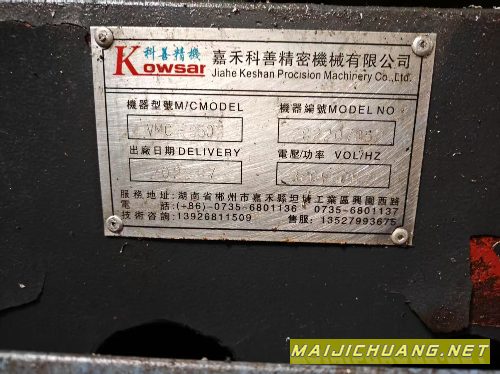 科善精機 嘉禾科善精密機械有限公司
Kowsar Jiahe Keshan Procision Machinery Co.,Ltd.
機器型號M/CMODEL 機器編號MODEL NO
出廠日期DELIVERY 電壓/功率 VOL/HZ
服務地址:湖南省郴州市嘉禾縣坦塘工業區興園西路
電話:(+86)-0735-6801136 0735-6801137
技術咨詢:13926811509 售服:13527993675
MAIJICHUANG.NET